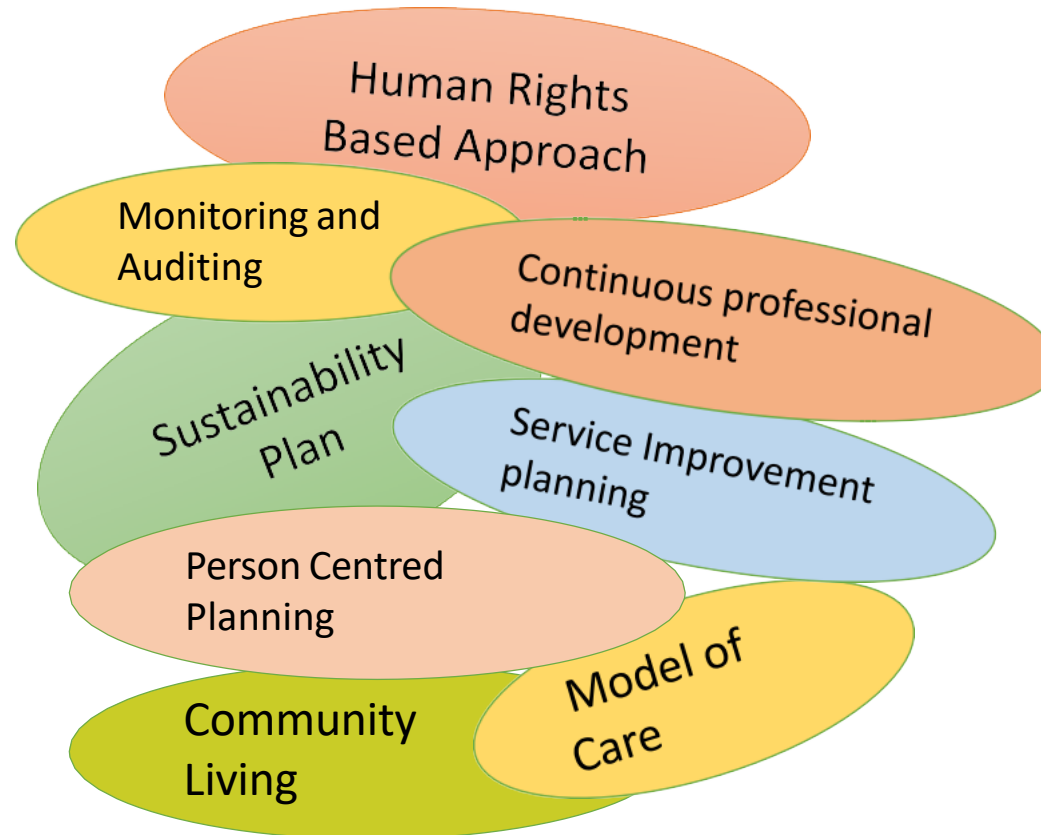 Human Rights
Based Approach
Monitoring and
Auditing
Continuous professional
development
Sustainability
Plan
Service Improvement
planning
Person Centred
Planning
Model of
Care
Community
Living